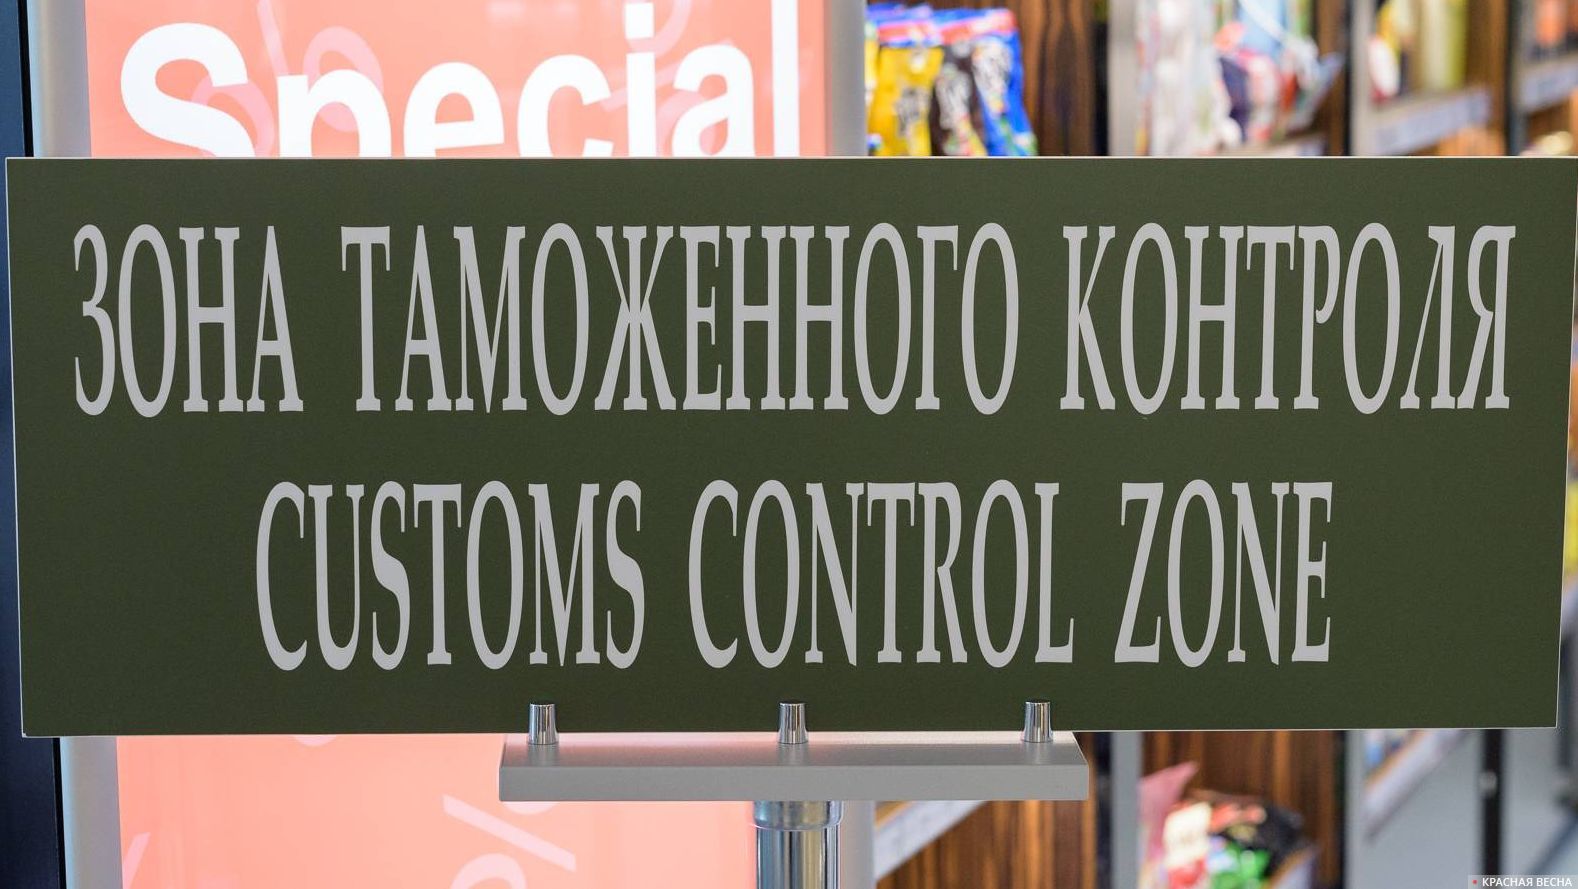 Special
ЗОНА ТАМОЖЕННОГО КОНТРОЛЯ
CUSTOMS CONTROL ZONE
КРАСНАЯ ВЕСНА